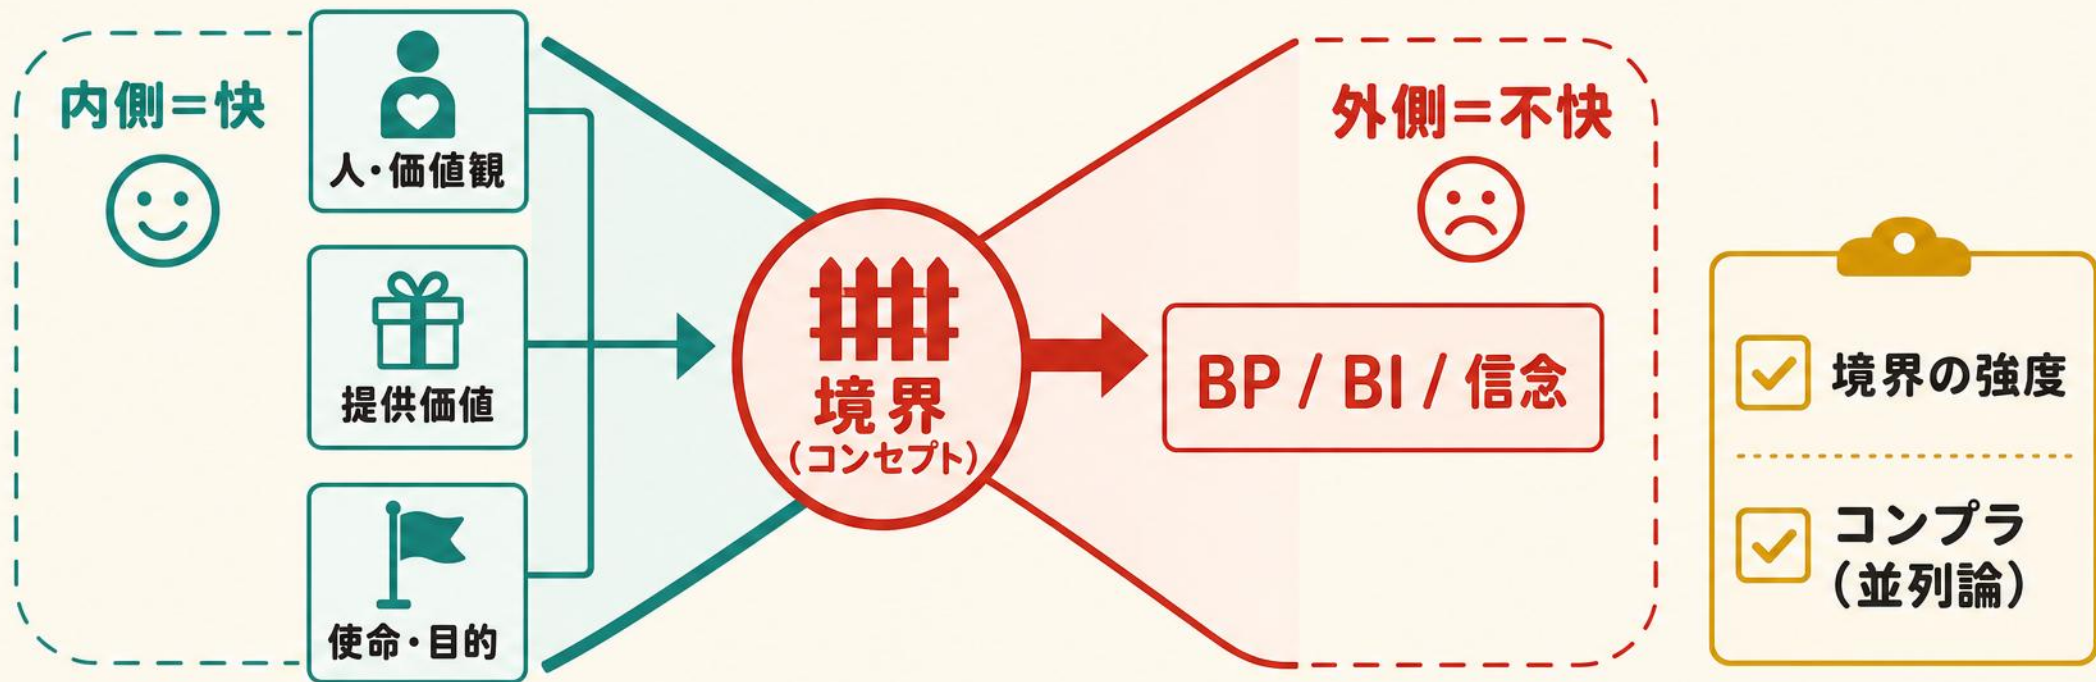 内側=快
人・価値観
提供価値
使命・目的
境界
(コンセプト)
外側=不快
BP / BI / 信念
境界の強度
コンプラ
(並列論)